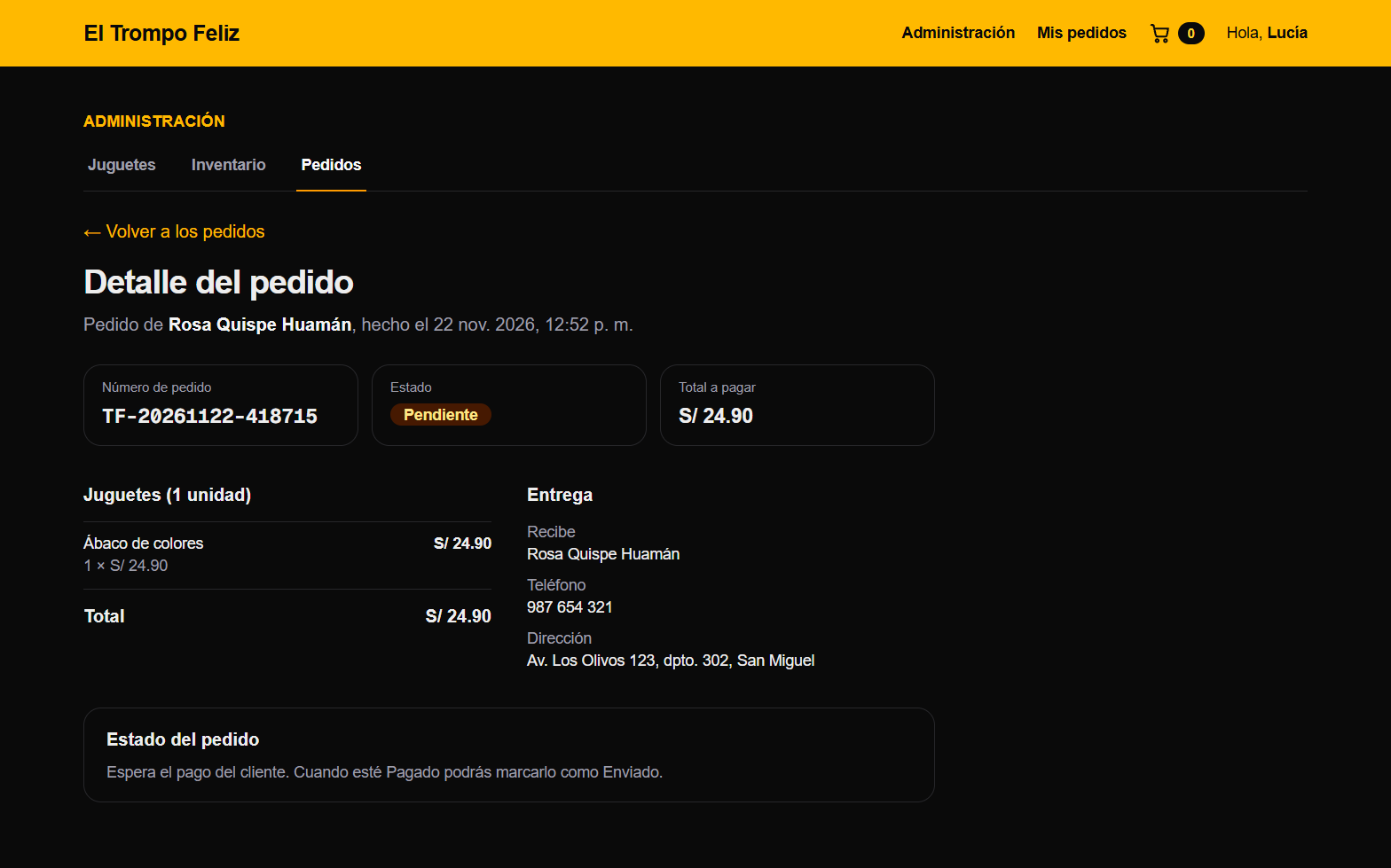 El Trompo Feliz
Administración
Mis pedidos
0
Hola, Lucía
ADMINISTRACIÓN
Juguetes
Inventario
Pedidos
← Volver a los pedidos
Detalle del pedido
Pedido de Rosa Quispe Huamán, hecho el 22 nov. 2026, 12:52 p. m.
Número de pedido
TF-20261122-418715
Estado
Pendiente
Total a pagar
S/ 24.90
Juguetes (1 unidad)
Ábaco de colores
S/ 24.90
1 × S/ 24.90
Total
S/ 24.90
Entrega
Recibe
Rosa Quispe Huamán
Teléfono
987 654 321
Dirección
Av. Los Olivos 123, dpto. 302, San Miguel
Estado del pedido
Espera el pago del cliente. Cuando esté Pagado podrás marcarlo como Enviado.